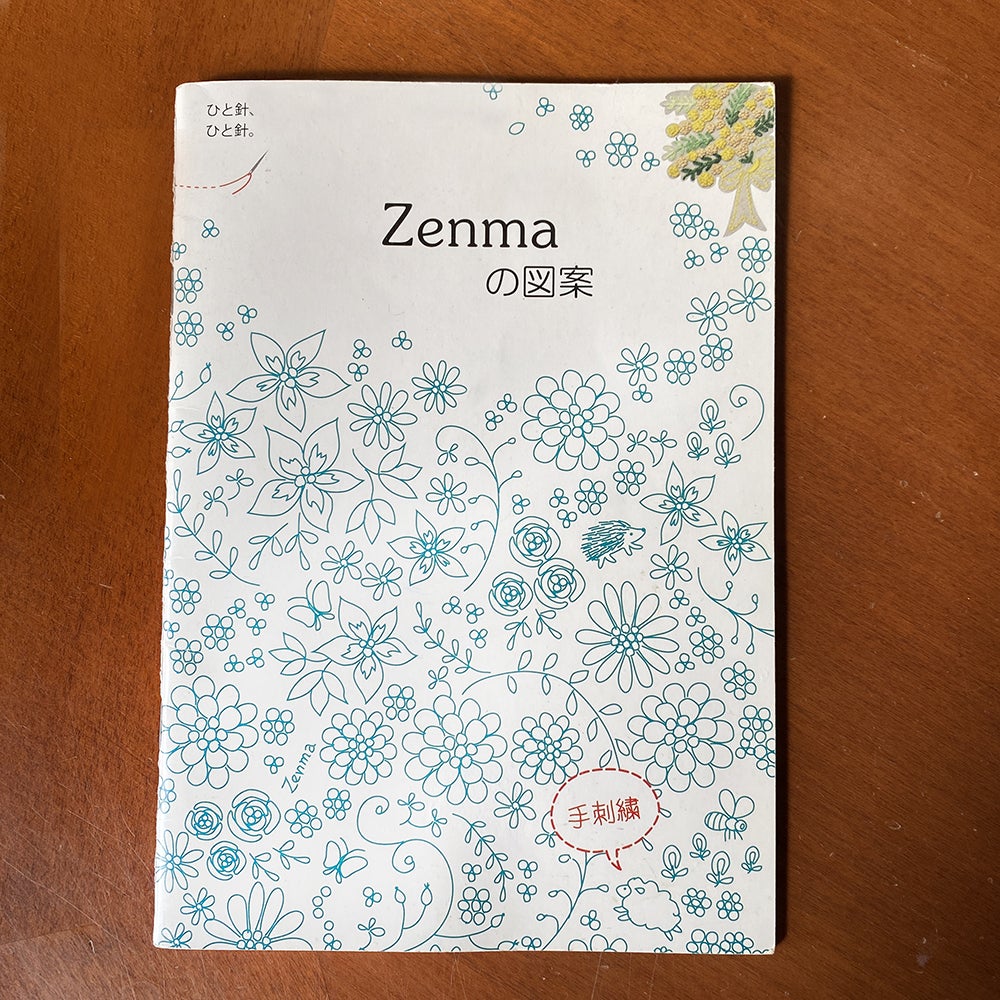 ひと針、
ひと針。
Zenma
の図案
Zenma
手刺繍